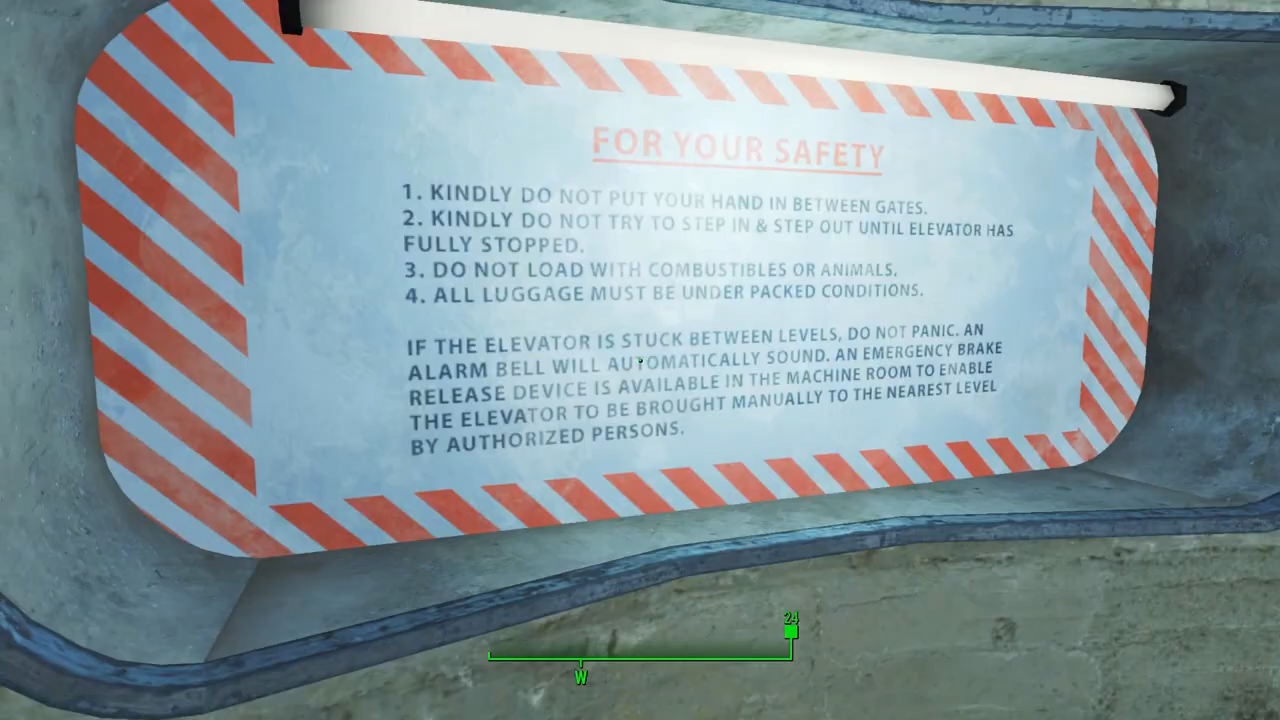 FOR YOUR SAFETY
1. KINDLY DO NOT PUT YOUR HAND IN BETWEEN GATES.
2. KINDLY DO NOT TRY TO STEP IN & STEP OUT UNTIL ELEVATOR HAS
FULLY STOPPED.
3. DO NOT LOAD WITH COMBUSTIBLES OR ANIMALS.
4. ALL LUGGAGE MUST BE UNDER PACKED CONDITIONS.
IF THE ELEVATOR IS STUCK BETWEEN LEVELS, DO NOT PANIC. AN
ALARM BELL WILL AUTOMATICALLY SOUND. AN EMERGENCY BRAKE
RELEASE DEVICE IS AVAILABLE IN THE MACHINE ROOM TO ENABLE
THE ELEVATOR TO BE BROUGHT MANUALLY TO THE NEAREST LEVEL
BY AUTHORIZED PERSONS.
24
W